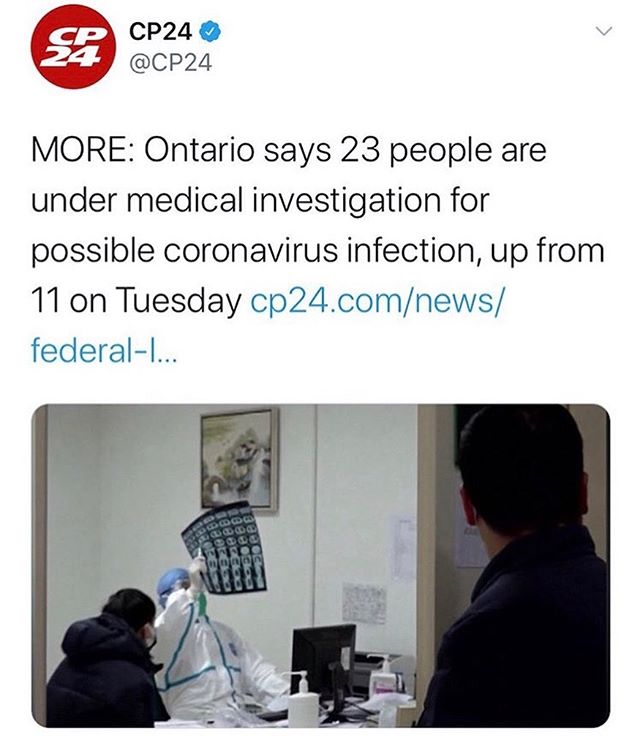 CP
24
CP24
@CP24
MORE: Ontario says 23 people are
under medical investigation for
possible coronavirus infection, up from
11 on Tuesday cp24.com/news/
federal-l...